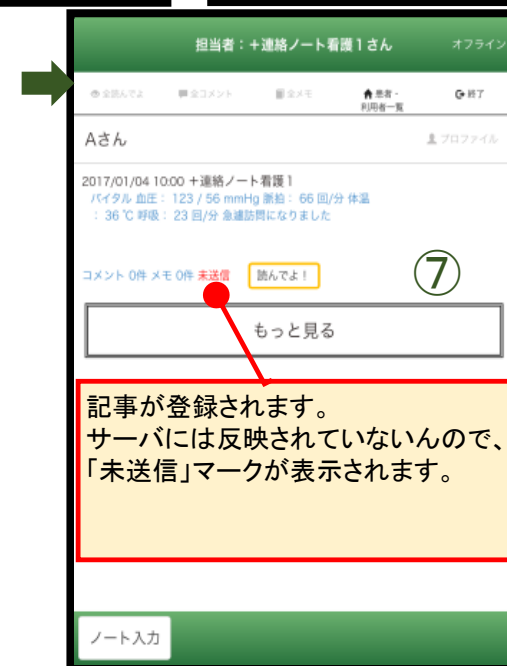 担当者：+連絡ノート看護１さん オフライン
全読んでよ 全コメント 全メモ 患者・ 終了
利用者一覧
Aさん プロファイル
2017/01/04 10:00 +連絡ノート看護１
バイタル 血圧： 123 / 56 mmHg 脈拍： 66 回/分 体温
： 36 ℃ 呼吸： 23 回/分 急遽訪問になりました
コメント 0件 メモ 0件 未送信 読んでよ！ ⑦
もっと見る
記事が登録されます。
サーバには反映されていないんので、
「未送信」マークが表示されます。
ノート入力